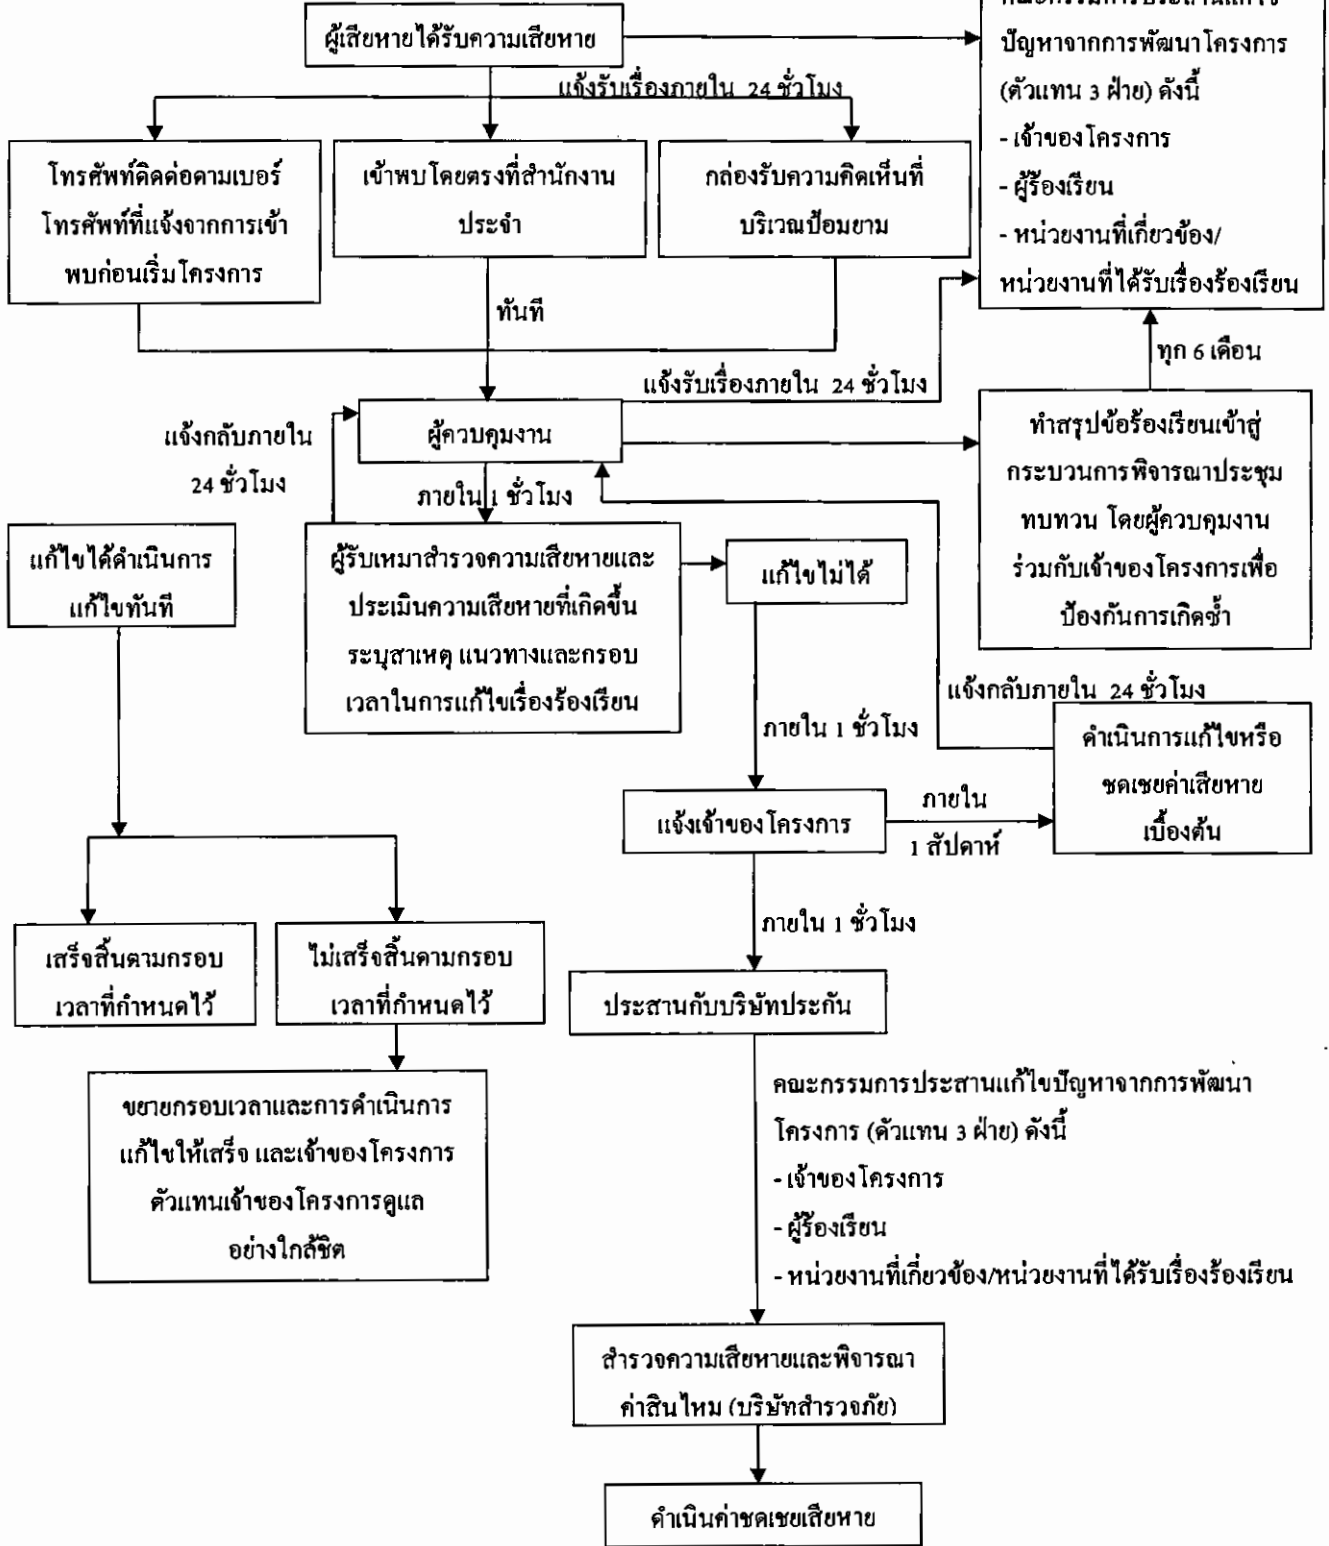 ผู้เสียหายได้รับความเสียหาย
ปัญหาจากการพัฒนาโครงการ
(ตัวแทน 3 ฝ่าย) ดังนี้
- เจ้าของโครงการ
- ผู้ร้องเรียน
- หน่วยงานที่เกี่ยวข้อง/
หน่วยงานที่ได้รับเรื่องร้องเรียน
แจ้งรับเรื่องภายใน 24 ชั่วโมง
โทรศัพท์ติดต่อตามเบอร์
โทรศัพท์ที่แจ้งจากการเข้า
พบก่อนเริ่มโครงการ
เข้าพบโดยตรงที่สำนักงาน
ประจำ
กล่องรับความคิดเห็นที่
บริเวณป้อมยาม
ทันที
ทุก 6 เดือน
แจ้งรับเรื่องภายใน 24 ชั่วโมง
ผู้ควบคุมงาน
แจ้งกลับภายใน
24 ชั่วโมง
ภายใน 1 ชั่วโมง
ทำสรุปข้อร้องเรียนเข้าสู่
กระบวนการพิจารณาประชุม
ทบทวน โดยผู้ควบคุมงาน
ร่วมกับเจ้าของโครงการเพื่อ
ป้องกันการเกิดซ้ำ
แก้ไขได้ดำเนินการ
แก้ไขทันที
ผู้รับเหมาสำรวจความเสียหายและ
ประเมินความเสียหายที่เกิดขึ้น
ระบุสาเหตุ แนวทางและกรอบ
เวลาในการแก้ไขเรื่องร้องเรียน
แก้ไขไม่ได้
แจ้งกลับภายใน 24 ชั่วโมง
ภายใน 1 ชั่วโมง
ดำเนินการแก้ไขหรือ
ชดเชยค่าเสียหาย
เบื้องต้น
แจ้งเจ้าของโครงการ
ภายใน
1 สัปดาห์
ภายใน 1 ชั่วโมง
เสร็จสิ้นตามกรอบ
เวลาที่กำหนดไว้
ไม่เสร็จสิ้นตามกรอบ
เวลาที่กำหนดไว้
ประสานกับบริษัทประกัน
ขยายกรอบเวลาและการดำเนินการ
แก้ไขให้เสร็จ และเจ้าของโครงการ
ตัวแทนเจ้าของโครงการดูแล
อย่างใกล้ชิด
คณะกรรมการประสานแก้ไขปัญหาจากการพัฒนา
โครงการ (ตัวแทน 3 ฝ่าย) ดังนี้
- เจ้าของโครงการ
- ผู้ร้องเรียน
- หน่วยงานที่เกี่ยวข้อง/หน่วยงานที่ได้รับเรื่องร้องเรียน
สำรวจความเสียหายและพิจารณา
ค่าสินไหม (บริษัทสำรวจภัย)
ดำเนินค่าชดเชยเสียหาย